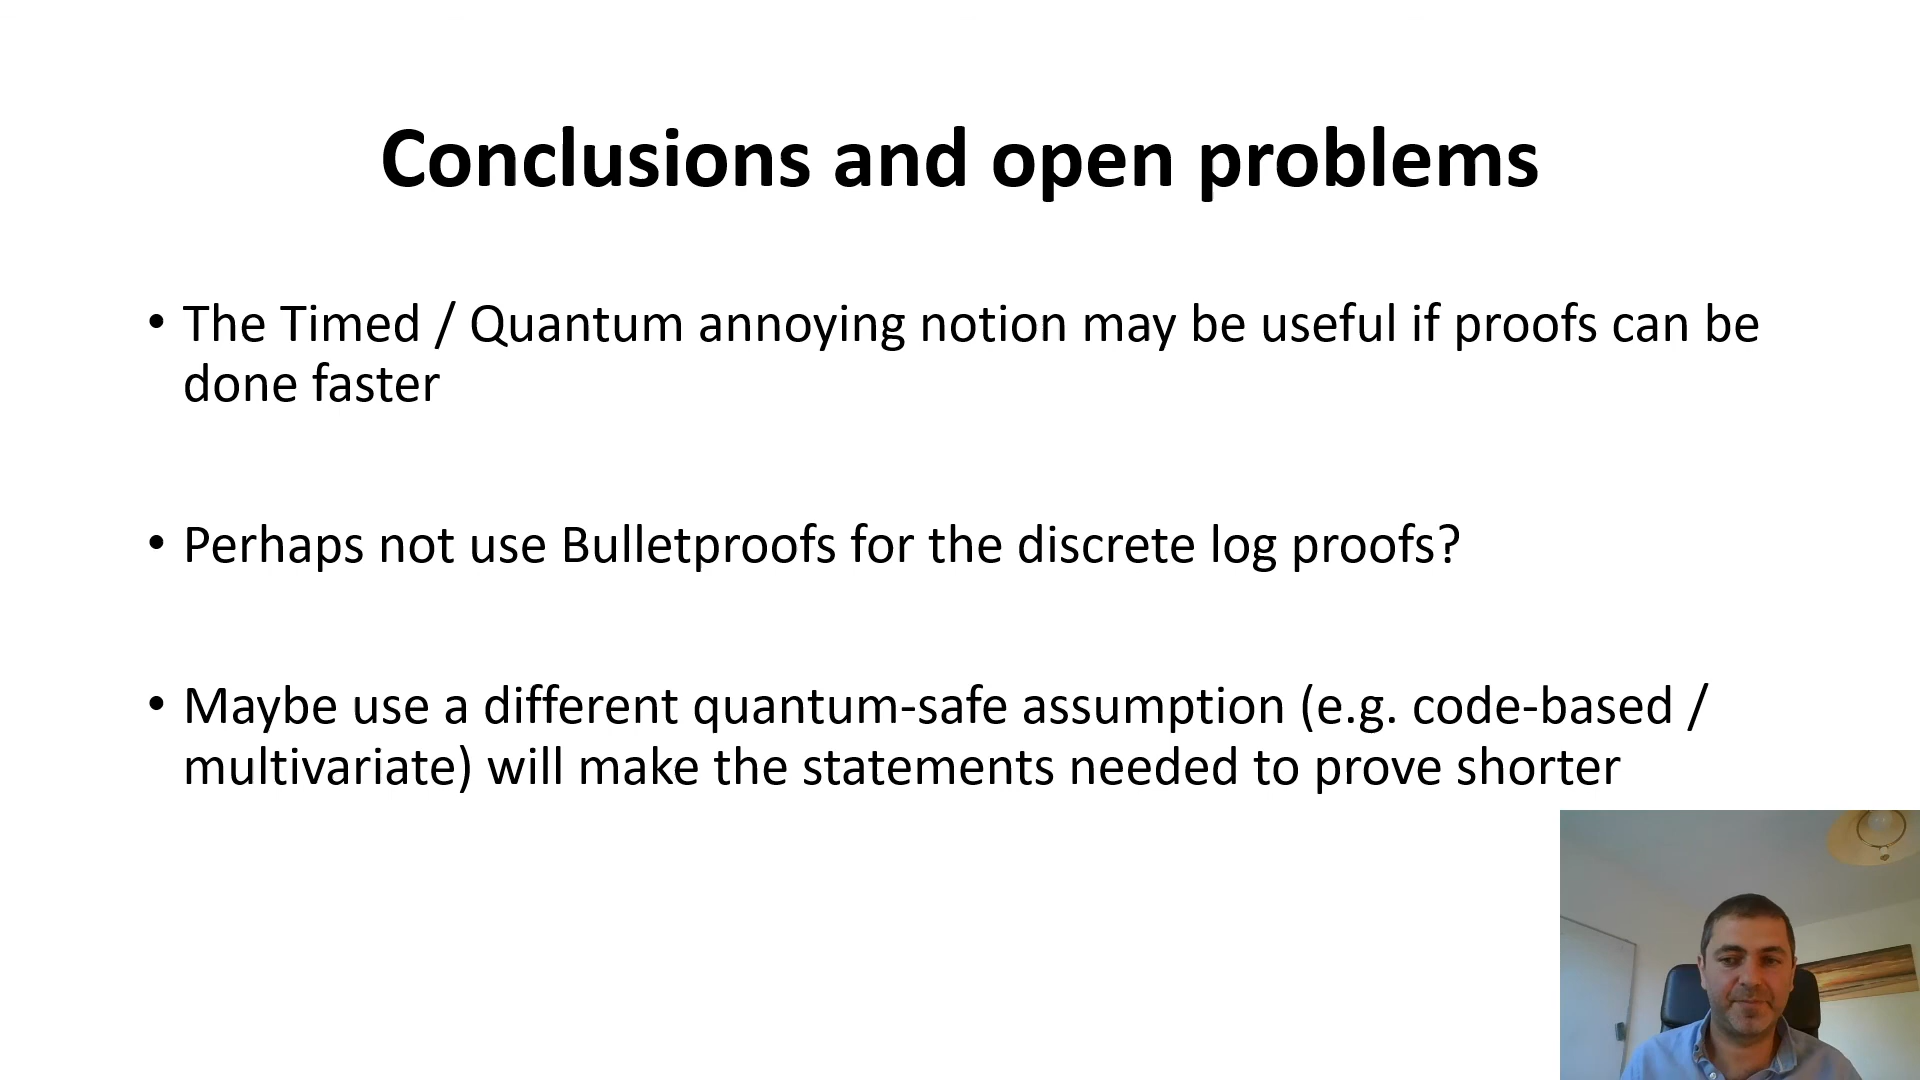 Conclusions and open problems
• The Timed / Quantum annoying notion may be useful if proofs can be
done faster
• Perhaps not use Bulletproofs for the discrete log proofs?
• Maybe use a different quantum-safe assumption (e.g. code-based /
multivariate) will make the statements needed to prove shorter